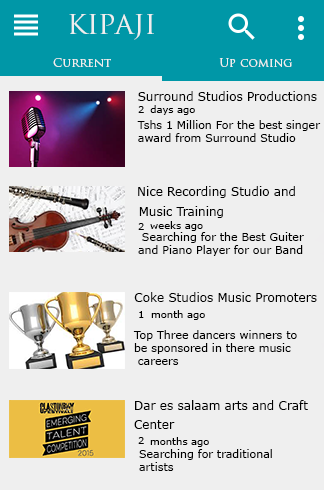 KIPAJI
CURRENT
UP COMING
Surround Studios Productions
2 days ago
Tshs 1 Million For the best singer
award from Surround Studio
Nice Recording Studio and
Music Training
2 weeks ago
Searching for the Best Guiter
and Piano Player for our Band
Coke Studios Music Promoters
1 month ago
Top Three dancers winners to
be sponsored in there music
careers
Dar es salaam arts and Craft
Center
2 months ago
Searching for traditional
artists
GLASTONBURY
FESTIVALS
EMERGING
TALENT
COMPETITION
2015